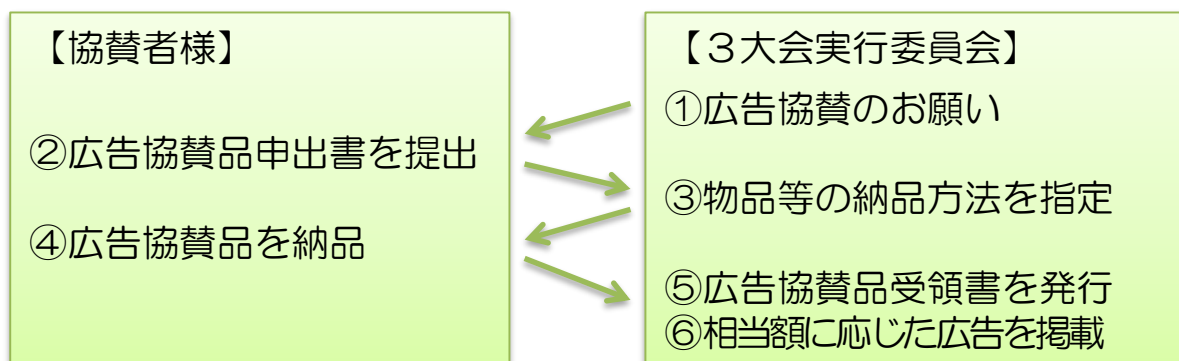 【協賛者様】
②広告協賛品申出書を提出
④広告協賛品を納品
【３大会実行委員会】
①広告協賛のお願い
③物品等の納品方法を指定
⑤広告協賛品受領書を発行
⑥相当額に応じた広告を掲載